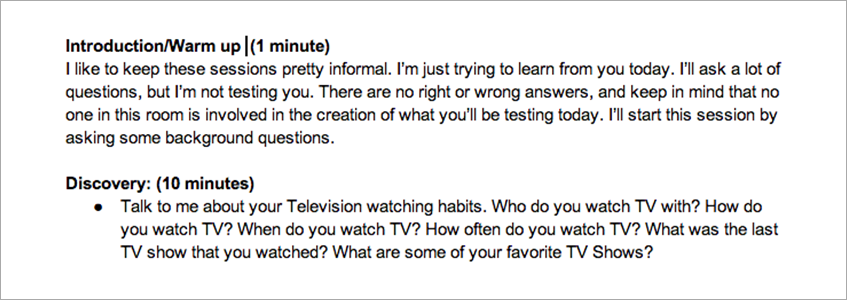 Introduction/Warm up (1 minute)
I like to keep these sessions pretty informal. I'm just trying to learn from you today. I'll ask a lot of
questions, but I'm not testing you. There are no right or wrong answers, and keep in mind that no
one in this room is involved in the creation of what you'll be testing today. I'll start this session by
asking some background questions.
Discovery: (10 minutes)
● Talk to me about your Television watching habits. Who do you watch TV with? How do
you watch TV? When do you watch TV? How often do you watch TV? What was the last
TV show that you watched? What are some of your favorite TV Shows?